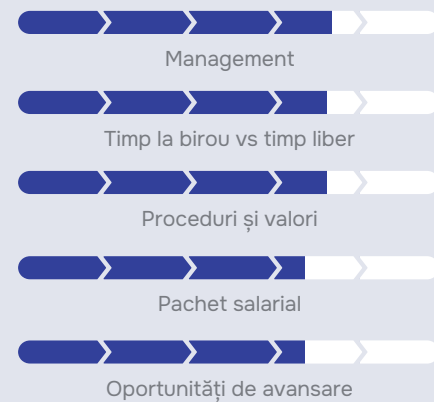 Management
Timp la birou vs timp liber
Proceduri și valori
Pachet salarial
Oportunități de avansare